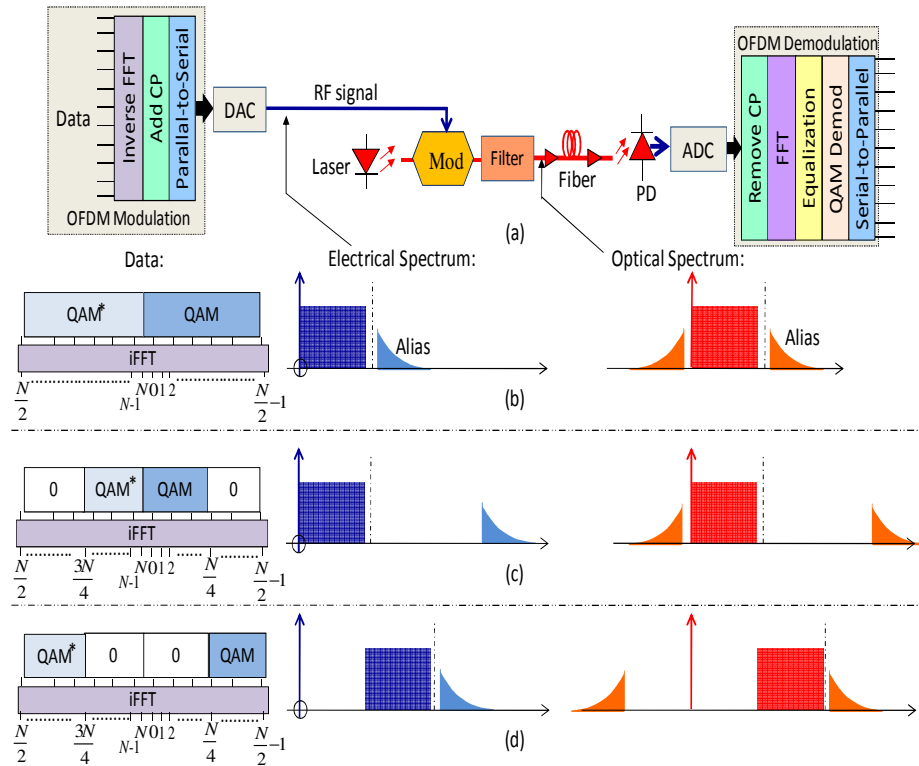 Data
Inverse FFT
Add CP
Parallal-to-Serial
OFDM Modulation
DAC
RF signal
Laser
Mod
Filter
Fiber
PD
ADC
OFDM Demodulation
Remove CP
FFT
Equalization
QAM Demod
Serial-to-Parallel
(a)
Data: Electrical Spectrum: Optical Spectrum:
QAM* QAM
iFFT
N/2 N-1 N 0 1 2 N/2 -1
Alias
Alias
(b)
0 QAM* QAM 0
iFFT
N/2 3N/4 N-1 N 0 1 2 N/4 N/2 -1
(c)
QAM* 0 0 QAM
iFFT
N/2 3N/4 N-1 N 0 1 2 N/4 N/2 -1
(d)